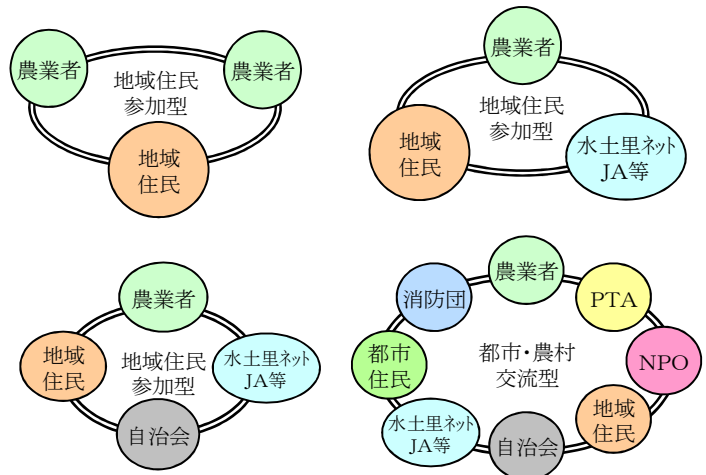 農業者
農業者
地域住民
参加型
地域
住民
農業者
地域住民
参加型
地域
住民
水土里ネット
JA等
農業者
地域
住民
地域住民
参加型
水土里ネット
JA等
自治会
農業者
消防団
PTA
都市
住民
都市・農村
交流型
NPO
水土里ネット
JA等
自治会
地域
住民